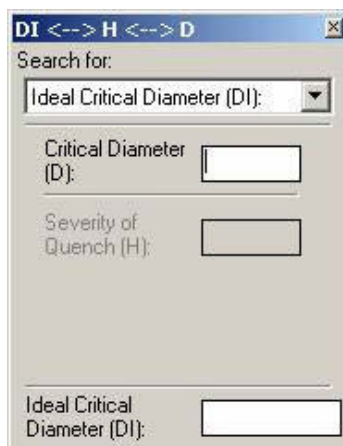 DI <--> H <--> D
Search for:
Ideal Critical Diameter (DI):
Critical Diameter
(D):
Severity of
Quench (H):
Ideal Critical
Diameter (DI):